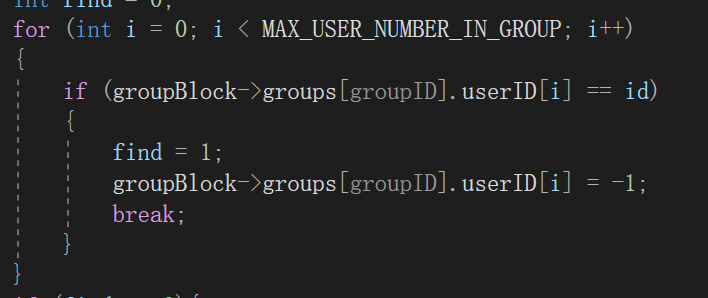 int find = 0;
for (int i = 0; i < MAX_USER_NUMBER_IN_GROUP; i++)
{
if (groupBlock->groups[groupID].userID[i] == id)
{
find = 1;
groupBlock->groups[groupID].userID[i] = -1;
break;
}
}